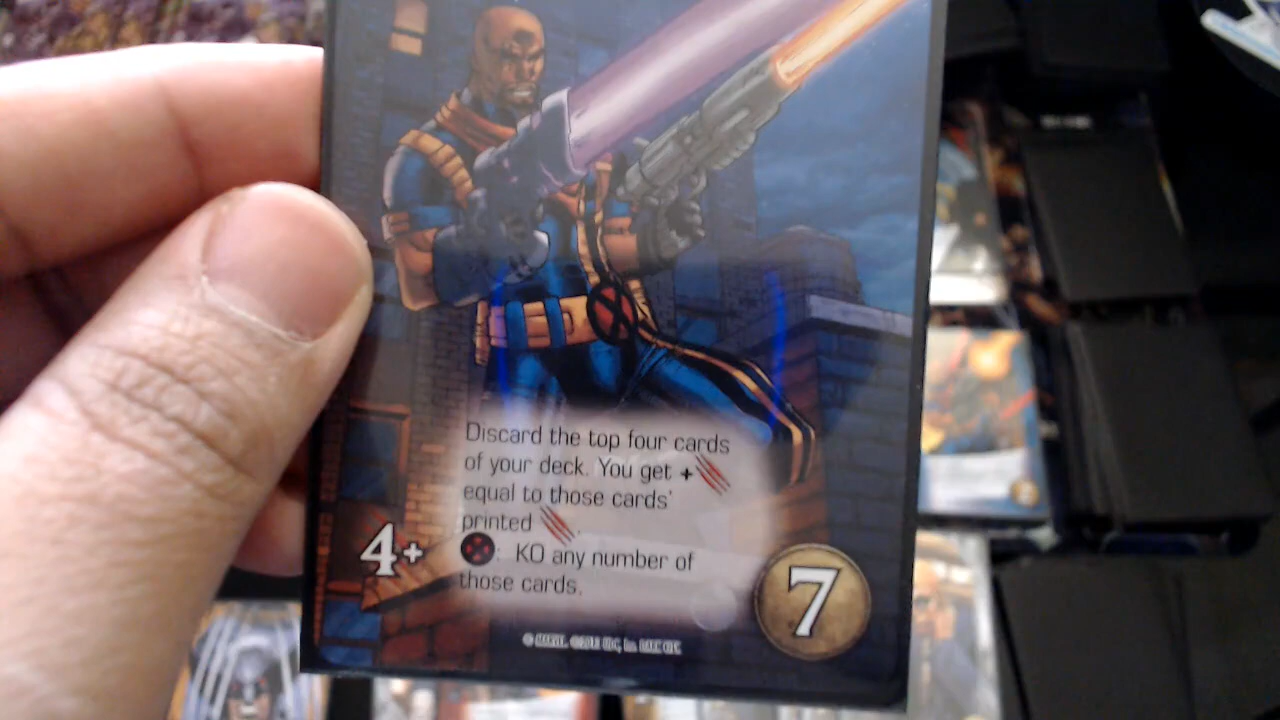 Discard the top four cards
of your deck. You get +
equal to those cards'
printed .
: KO any number of
those cards.
4+
7